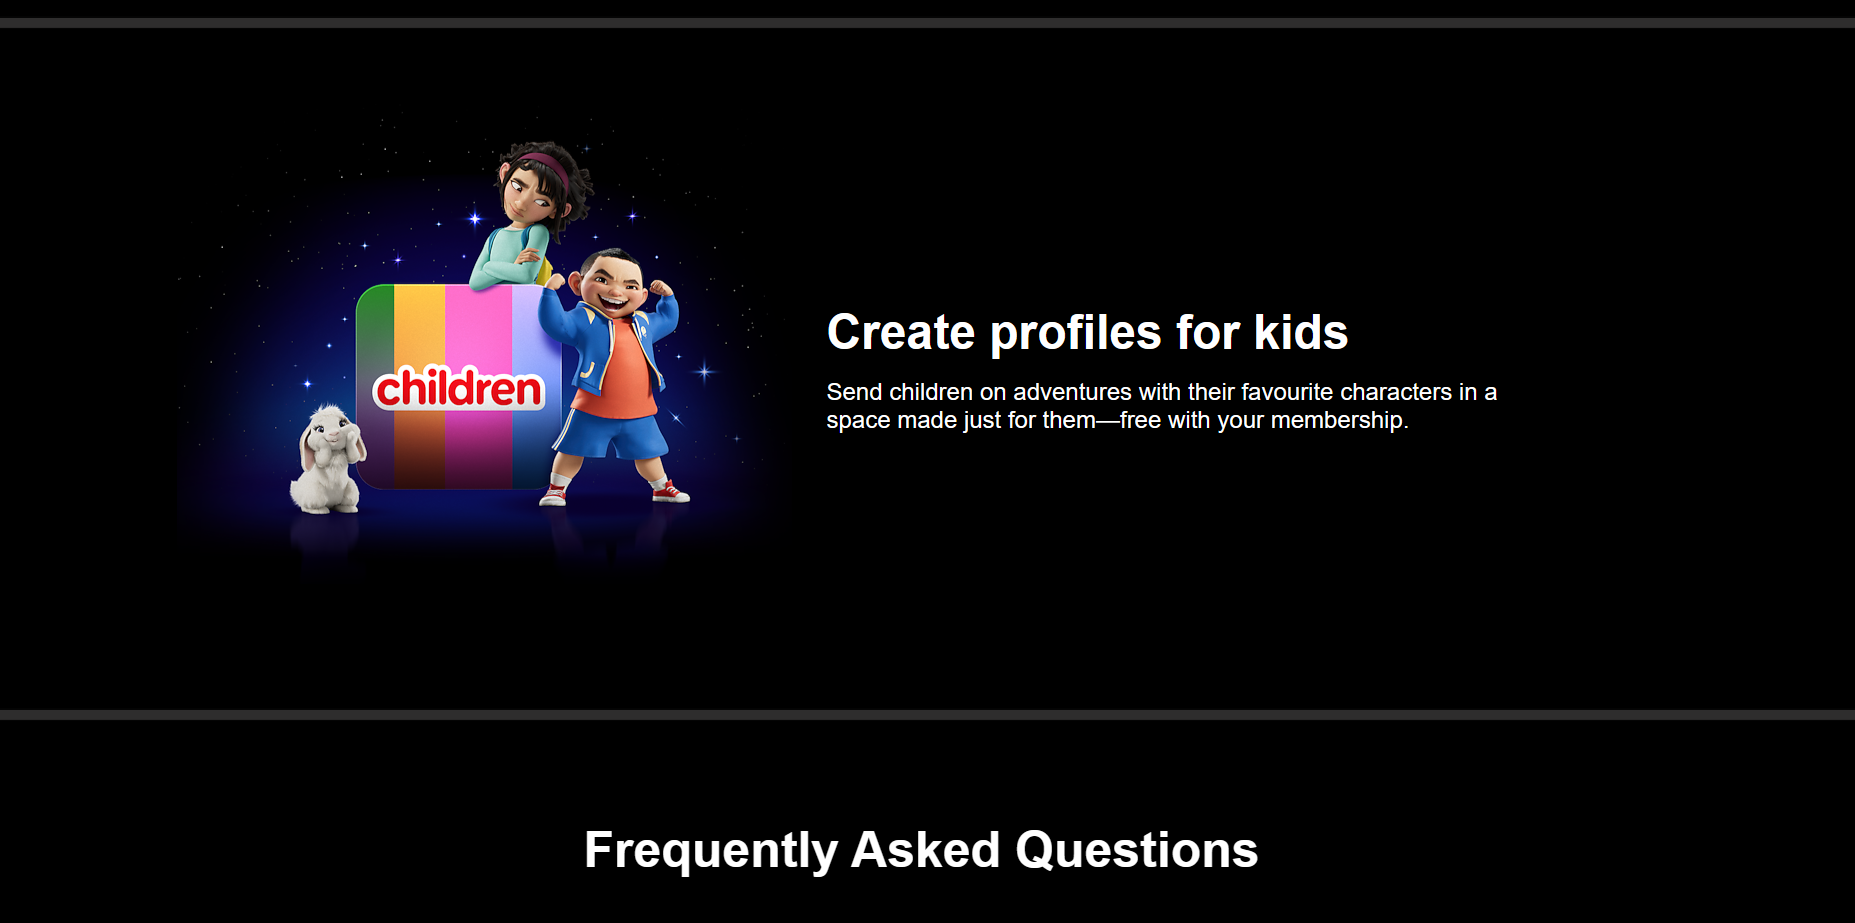 children
Create profiles for kids
Send children on adventures with their favourite characters in a
space made just for them—free with your membership.
Frequently Asked Questions